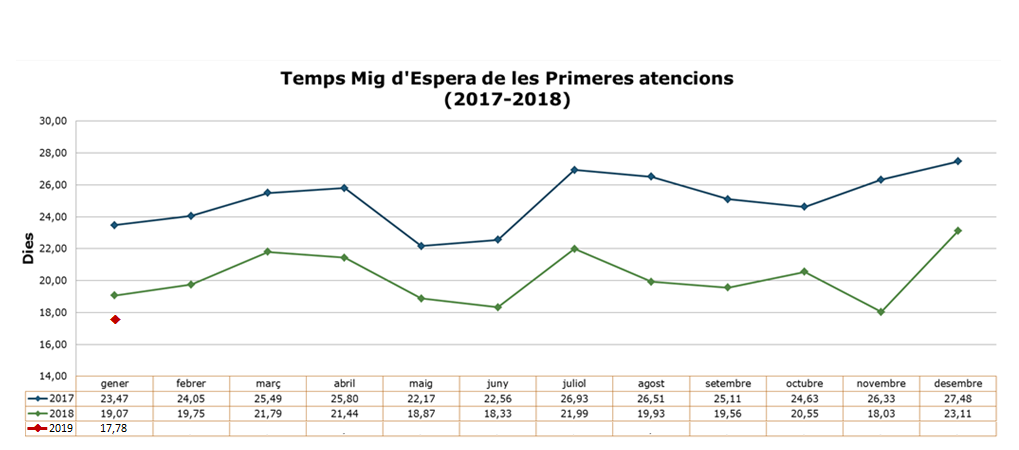 Temps Mig d'Espera de les Primeres atencions
(2017-2018)
30,00
28,00
26,00
24,00
22,00
20,00
18,00
16,00
14,00
Dies
gener febrer març abril maig juny juliol agost setembre octubre novembre desembre
2017 23,47 24,05 25,49 25,80 22,17 22,56 26,93 26,51 25,11 24,63 26,33 27,48
2018 19,07 19,75 21,79 21,44 18,87 18,33 21,99 19,93 19,56 20,55 18,03 23,11
2019 17,78